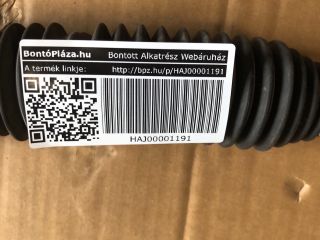 BontóPláza.hu Bontott Alkatrész Webáruház
A termék linkje: http://bpz.hu/p/HAJ00001191
HAJ00001191